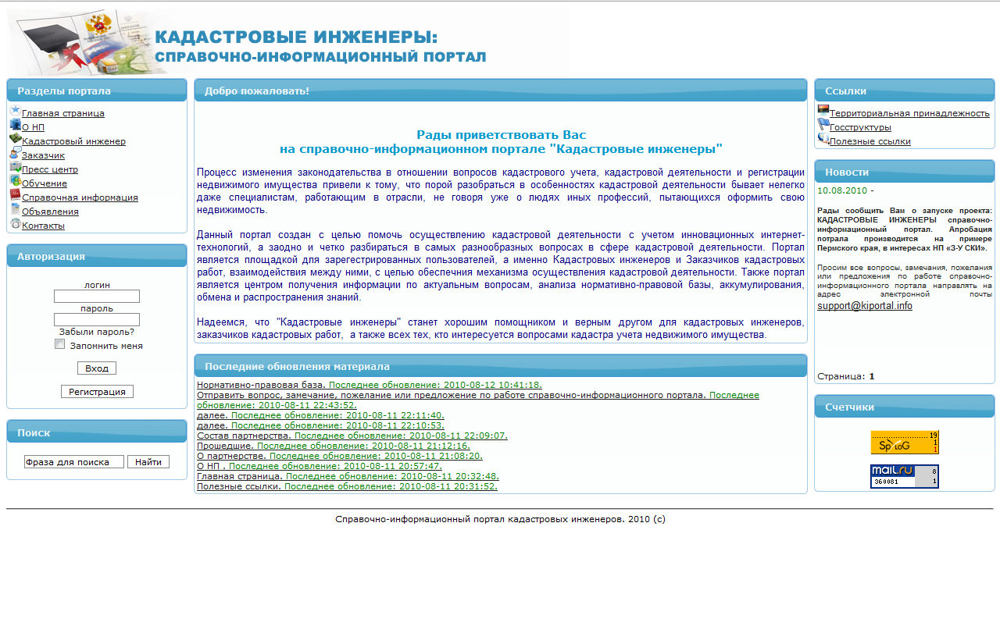 КАДАСТРОВЫЕ ИНЖЕНЕРЫ:
СПРАВОЧНО-ИНФОРМАЦИОННЫЙ ПОРТАЛ
Разделы портала
Главная страница
О НП
Кадастровый инженер
Заказчик
Пресс центр
Обучение
Справочная информация
Объявления
Контакты
Авторизация
логин
пароль
Забыли пароль?
Запомнить меня
Вход
Регистрация
Поиск
Фраза для поиска Найти
Добро пожаловать!
Рады приветствовать Вас
на справочно-информационном портале "Кадастровые инженеры"
Процесс изменения законодательства в отношении вопросов кадастрового учета, кадастровой деятельности и регистрации
недвижимого имущества привели к тому, что порой разобраться в особенностях кадастровой деятельности бывает нелегко
даже специалистам, работающим в отрасли, не говоря уже о людях иных профессий, пытающихся оформить свою
недвижимость.
Данный портал создан с целью помочь осуществлению кадастровой деятельности с учетом инновационных интернет-
технологий, а заодно и четко разбираться в самых разнообразных вопросах в сфере кадастровой деятельности. Портал
является площадкой для зарегестрированных пользователей, а именно Кадастровых инженеров и Заказчиков кадастровых
работ, взаимодействия между ними, с целью обеспечния механизма осуществления кадастровой деятельности. Также портал
является центром получения информации по актуальным вопросам, анализа нормативно-правовой базы, аккумулирования,
обмена и распространения знаний.
Надеемся, что "Кадастровые инженеры" станет хорошим помощником и верным другом для кадастровых инженеров,
заказчиков кадастровых работ, а также всех тех, кто интересуется вопросами кадастра учета недвижимого имущества.
Последние обновления материала
Нормативно-правовая база. Последнее обновление: 2010-08-12 10:41:18.
Отправить вопрос, замечание, пожелание или предложение по работе справочно-информационного портала. Последнее
обновление: 2010-08-11 22:43:52.
далее. Последнее обновление: 2010-08-11 22:11:40.
далее. Последнее обновление: 2010-08-11 22:10:53.
Состав партнерства. Последнее обновление: 2010-08-11 22:09:07.
Прошедшие. Последнее обновление: 2010-08-11 21:12:16.
О партнерстве. Последнее обновление: 2010-08-11 21:08:20.
О НП . Последнее обновление: 2010-08-11 20:57:47.
Главная страница. Последнее обновление: 2010-08-11 20:32:48.
Полезные ссылки. Последнее обновление: 2010-08-11 20:31:52.
Ссылки
Территориальная принадлежность
Госструктуры
Полезные ссылки
Новости
10.08.2010 -
Рады сообщить Вам о запуске проекта:
КАДАСТРОВЫЕ ИНЖЕНЕРЫ справочно-
информационный портал. Апробация
потрала производится на примере
Пермского края, в интересах НП «З-У СКИ».
Просим все вопросы, замечания, пожелания
или предложения по работе справочно-
информационного портала направлять на
адрес электронной почты
support@kiportal.info
Страница: 1
Счетчики
19
1
SpyLOG 1
mail.ru 8
360081 1
Справочно-информационный портал кадастровых инженеров. 2010 (c)